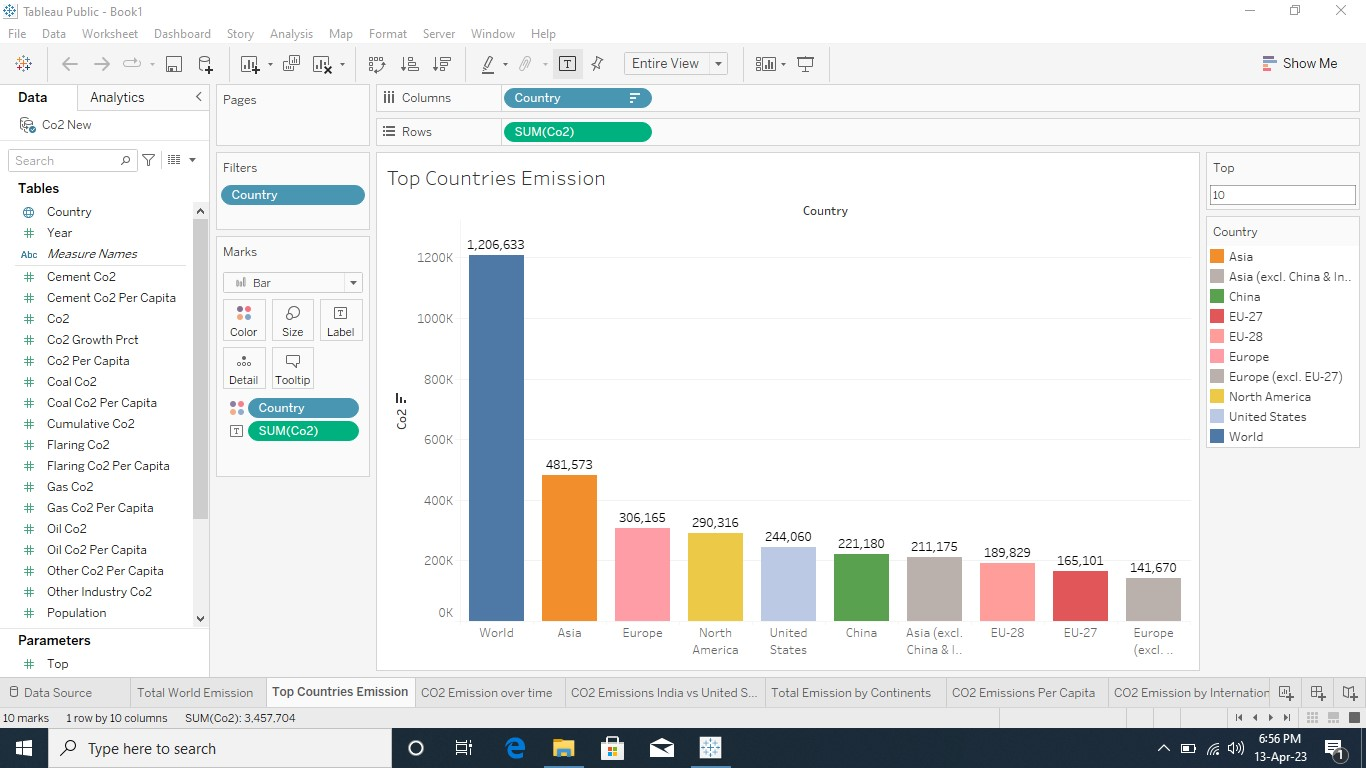 Tableau Public - Book1
File Data Worksheet Dashboard Story Analysis Map Format Server Window Help
Entire View
Show Me
Data Analytics
Co2 New
Search
Tables
Country
Year
Abc Measure Names
Cement Co2
Cement Co2 Per Capita
Co2
Co2 Growth Prct
Co2 Per Capita
Coal Co2
Coal Co2 Per Capita
Cumulative Co2
Flaring Co2
Flaring Co2 Per Capita
Gas Co2
Gas Co2 Per Capita
Oil Co2
Oil Co2 Per Capita
Other Co2 Per Capita
Other Industry Co2
Population
Parameters
Top
Pages
Filters
Country
Marks
Bar
Color Size Label
Detail Tooltip
Country
SUM(Co2)
Columns Country
Rows SUM(Co2)
Top Countries Emission
Country
1200K
1000K
800K
600K
400K
200K
0K
Co2
1,206,633
481,573
306,165
290,316
244,060
221,180
211,175
189,829
165,101
141,670
World
Asia
Europe
North
America
United
States
China
Asia (excl.
China & I..
EU-28
EU-27
Europe
(excl. ..
Top
10
Country
Asia
Asia (excl. China & In..
China
EU-27
EU-28
Europe
Europe (excl. EU-27)
North America
United States
World
Data Source Total World Emission Top Countries Emission CO2 Emission over time CO2 Emissions India vs United S... Total Emission by Continents CO2 Emissions Per Capita CO2 Emission by Internation
10 marks 1 row by 10 columns SUM(Co2): 3,457,704
Type here to search
6:56 PM
13-Apr-23
1